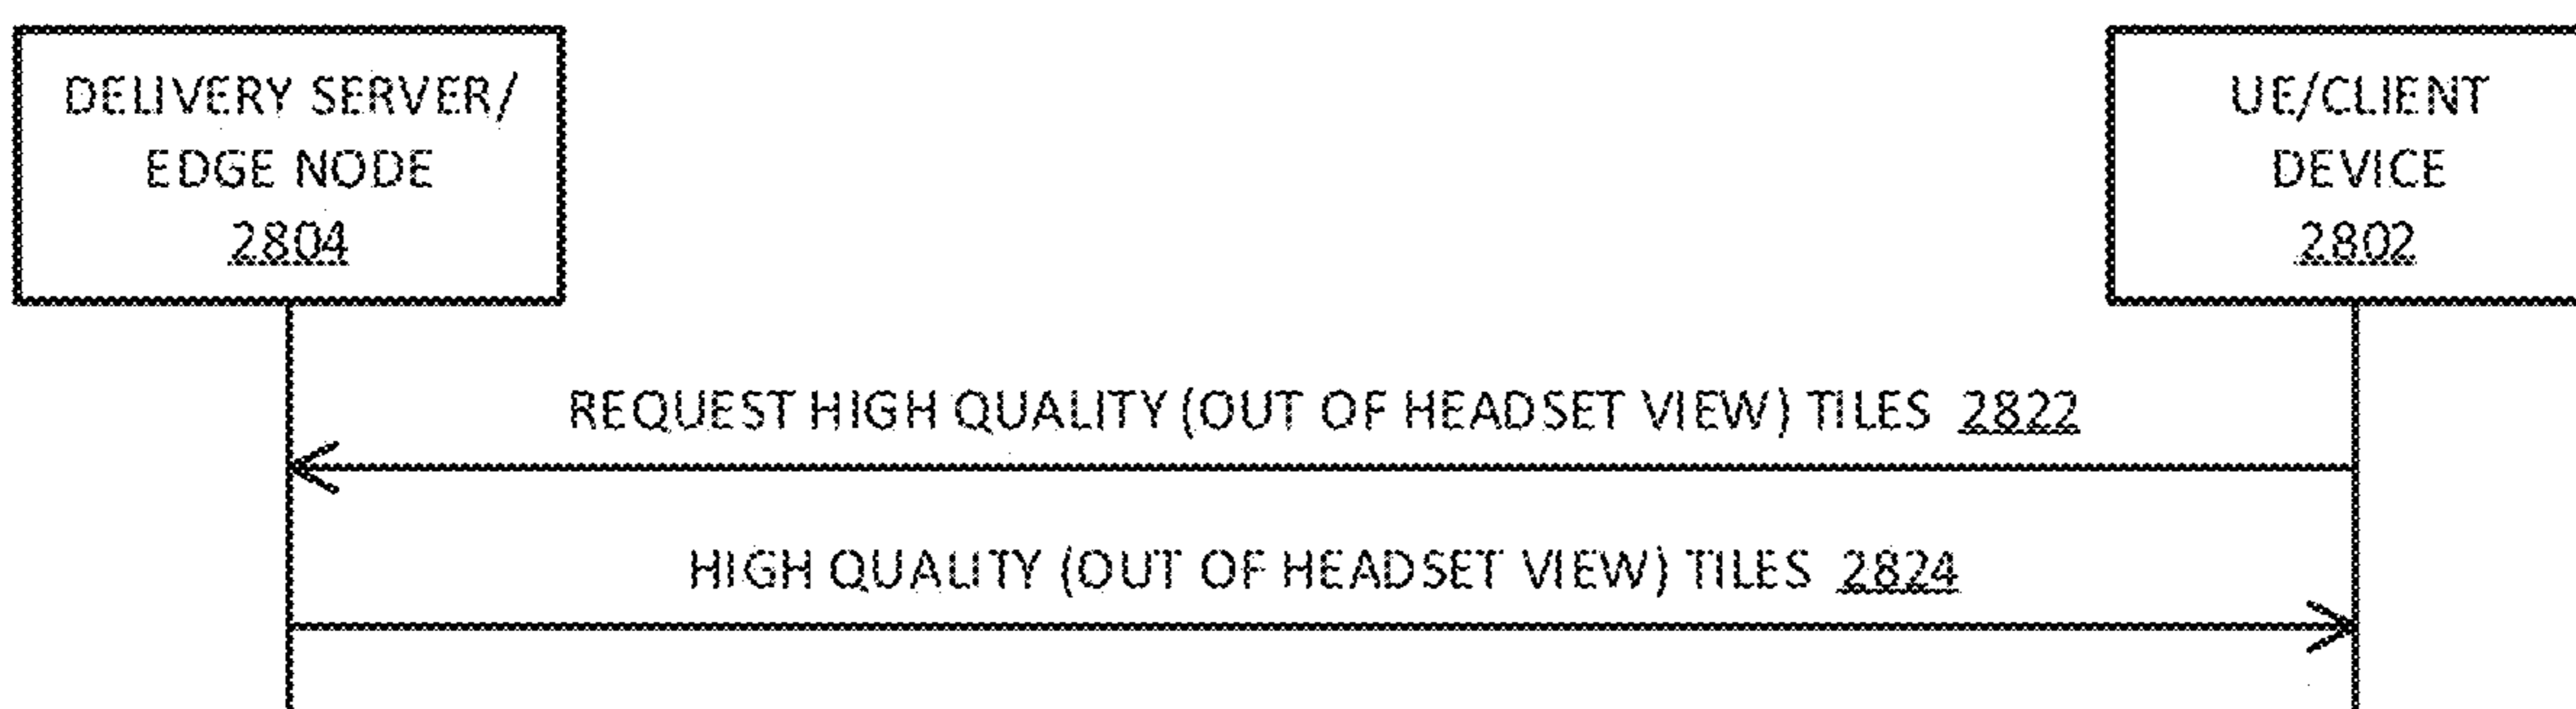 DELIVERY SERVER/
EDGE NODE
2804
UE/CLIENT
DEVICE
2802
REQUEST HIGH QUALITY (OUT OF HEADSET VIEW) TILES 2822
HIGH QUALITY (OUT OF HEADSET VIEW) TILES 2824